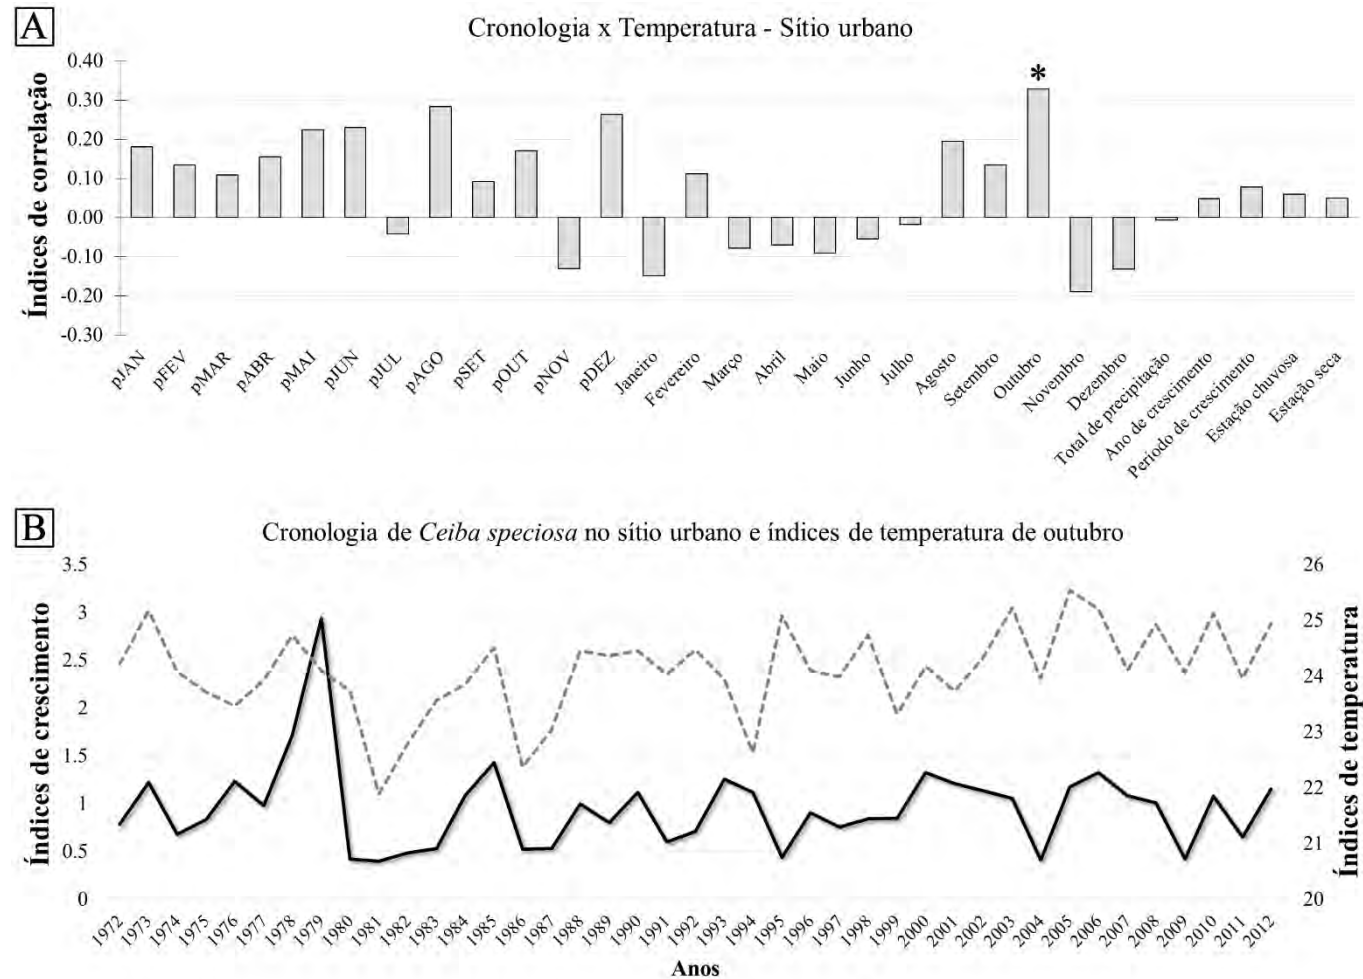 A
Cronologia x Temperatura - Sítio urbano
Índices de correlação
0.40
0.30
0.20
0.10
0.00
-0.10
-0.20
-0.30
*
pJAN
pFEV
pMAR
pABR
pMAI
pJUN
pJUL
pAGO
pSET
pOUT
pNOV
pDEZ
Janeiro
Fevereiro
Março
Abril
Maio
Junho
Julho
Agosto
Setembro
Outubro
Novembro
Dezembro
Total de precipitação
Ano de crescimento
Periodo de crescimento
Estação chuvosa
Estação seca
B
Cronologia de Ceiba speciosa no sítio urbano e índices de temperatura de outubro
Índices de crescimento
3.5
3
2.5
2
1.5
1
0.5
0
26
25
24
23
22
21
20
Índices de temperatura
1972
1973
1974
1975
1976
1977
1978
1979
1980
1981
1982
1983
1984
1985
1986
1987
1988
1989
1990
1991
1992
1993
1994
1995
1996
1997
1998
1999
2000
2001
2002
2003
2004
2005
2006
2007
2008
2009
2010
2011
2012
Anos